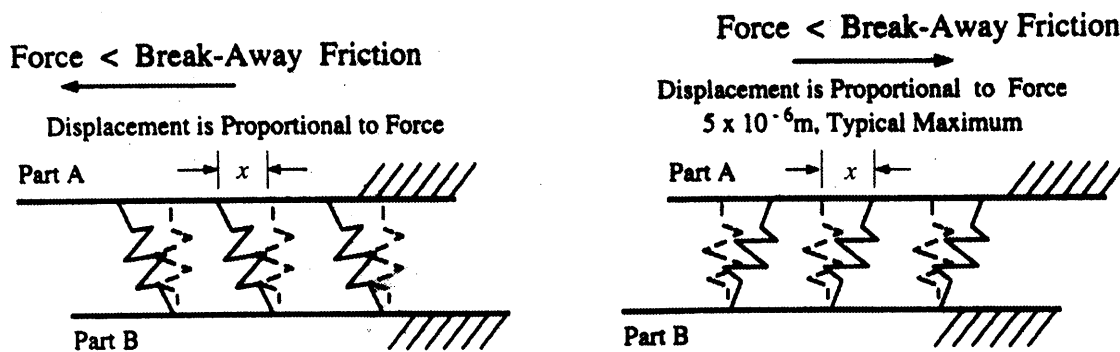 Force < Break-Away Friction
Displacement is Proportional to Force
x
Part A
Part B
Force < Break-Away Friction
Displacement is Proportional to Force
5 x 10⁻⁶m, Typical Maximum
Part A
x
Part B